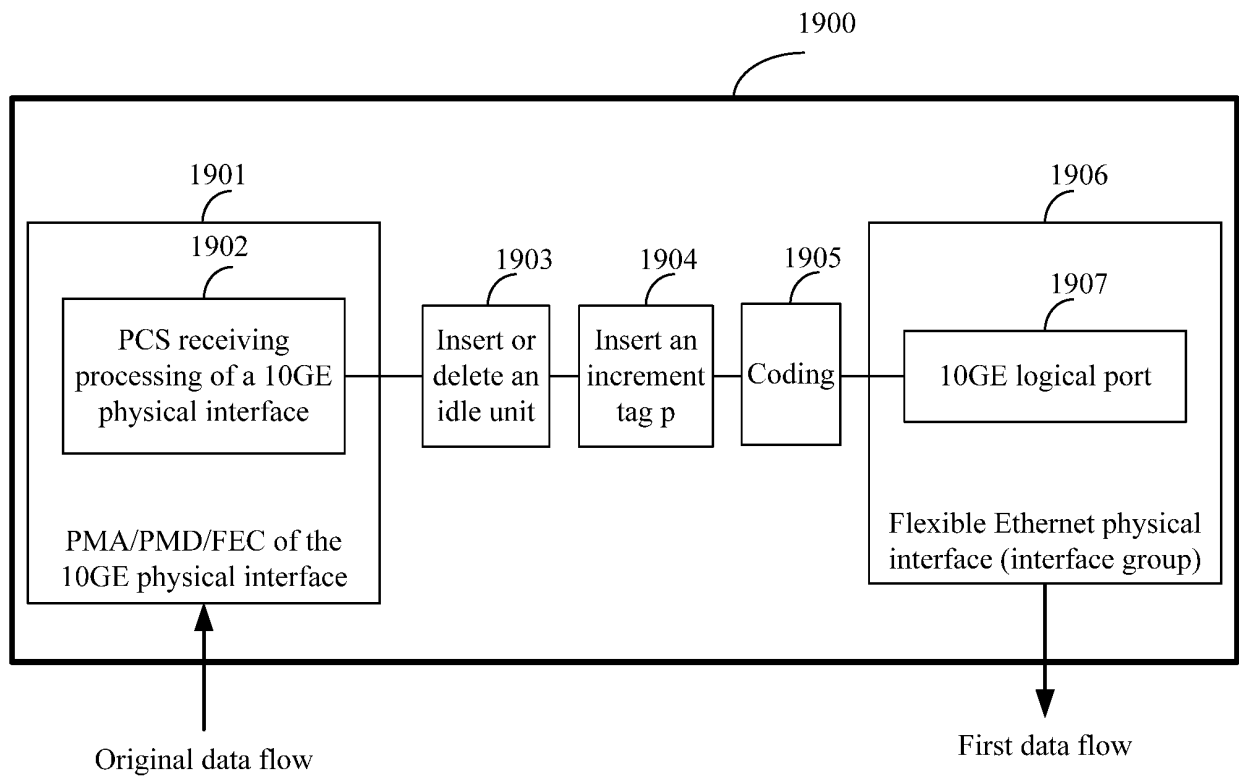 1900
1901
1902
PCS receiving
processing of a 10GE
physical interface
PMA/PMD/FEC of the
10GE physical interface
1903
Insert or
delete an
idle unit
1904
Insert an
increment
tag p
1905
Coding
1906
1907
10GE logical port
Flexible Ethernet physical
interface (interface group)
Original data flow
First data flow